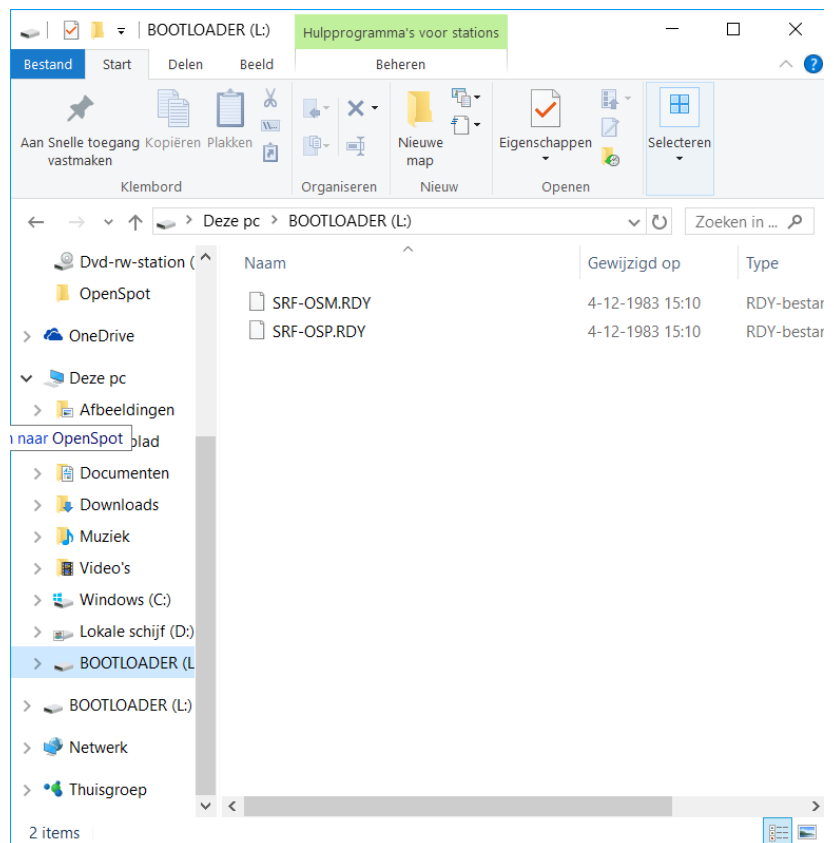 BOOTLOADER (L:)
Hulpprogramma's voor stations
Bestand Start Delen Beeld Beheren
Aan Snelle toegang vastmaken
Kopiëren
Plakken
Nieuwe map
Eigenschappen
Selecteren
Klembord Organiseren Nieuw Openen
Deze pc BOOTLOADER (L:)
Zoeken in ...
Naam Gewijzigd op Type
SRF-OSM.RDY 4-12-1983 15:10 RDY-bestar
SRF-OSP.RDY 4-12-1983 15:10 RDY-bestar
Dvd-rw-station (
OpenSpot
OneDrive
Deze pc
Afbeeldingen
naar OpenSpot
blad
Documenten
Downloads
Muziek
Video's
Windows (C:)
Lokale schijf (D:)
BOOTLOADER (L
BOOTLOADER (L:)
Netwerk
Thuisgroep
2 items